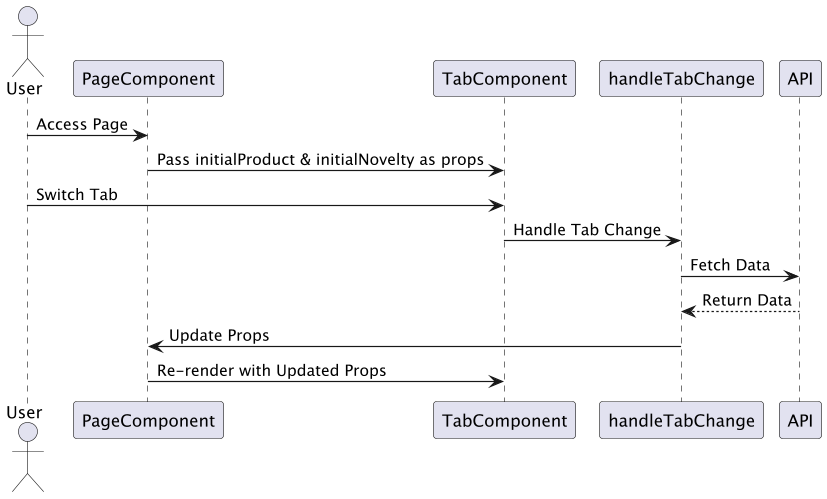 User
PageComponent
TabComponent
handleTabChange
API
Access Page
Pass initialProduct & initialNovelty as props
Switch Tab
Handle Tab Change
Fetch Data
Return Data
Update Props
Re-render with Updated Props
User
PageComponent
TabComponent
handleTabChange
API